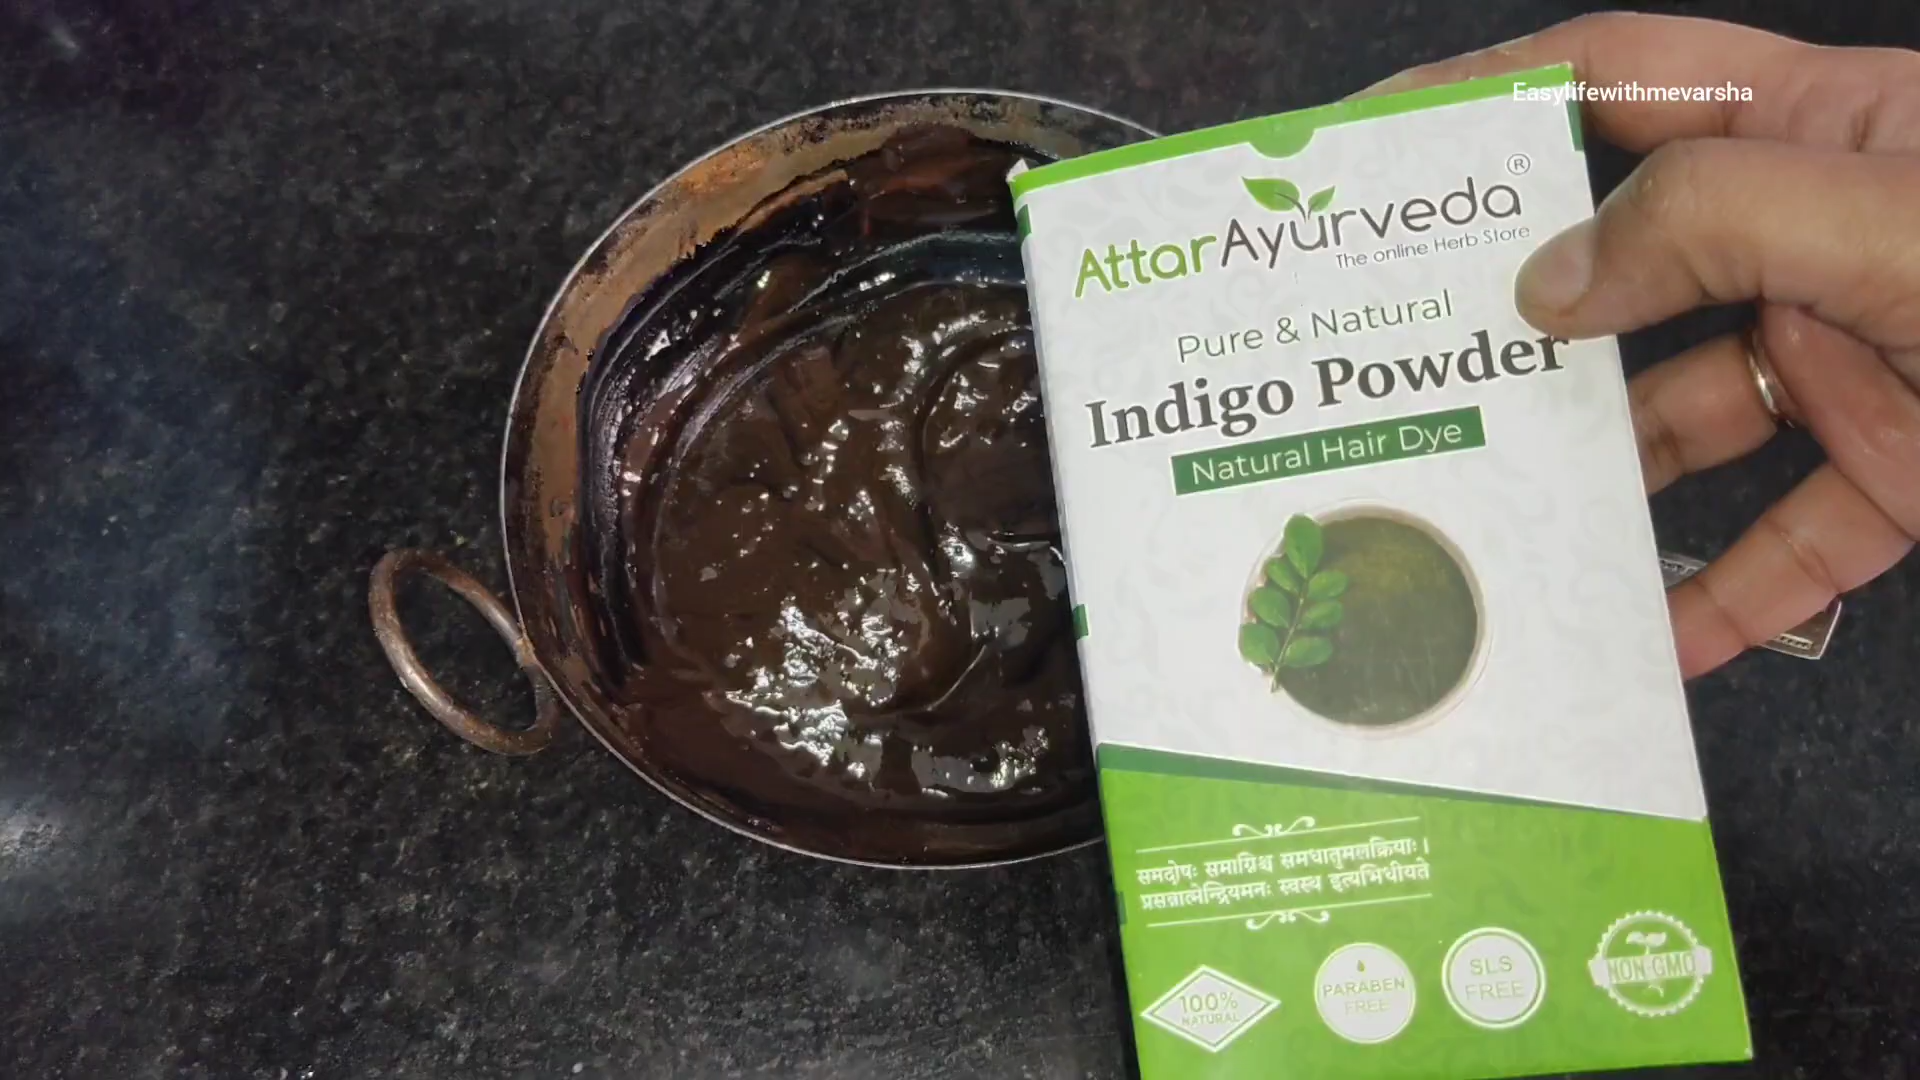 Easylifewithmevarsha
AttarAyurveda®
The online Herb Store
Pure & Natural
Indigo Powder
Natural Hair Dye
समदोषः समाग्निश्च समधातुमलक्रियाः।
प्रसन्नात्मेन्द्रियमनः स्वस्थ इत्यभिधीयते
100%
NATURAL
PARABEN
FREE
SLS
FREE
NON GMO